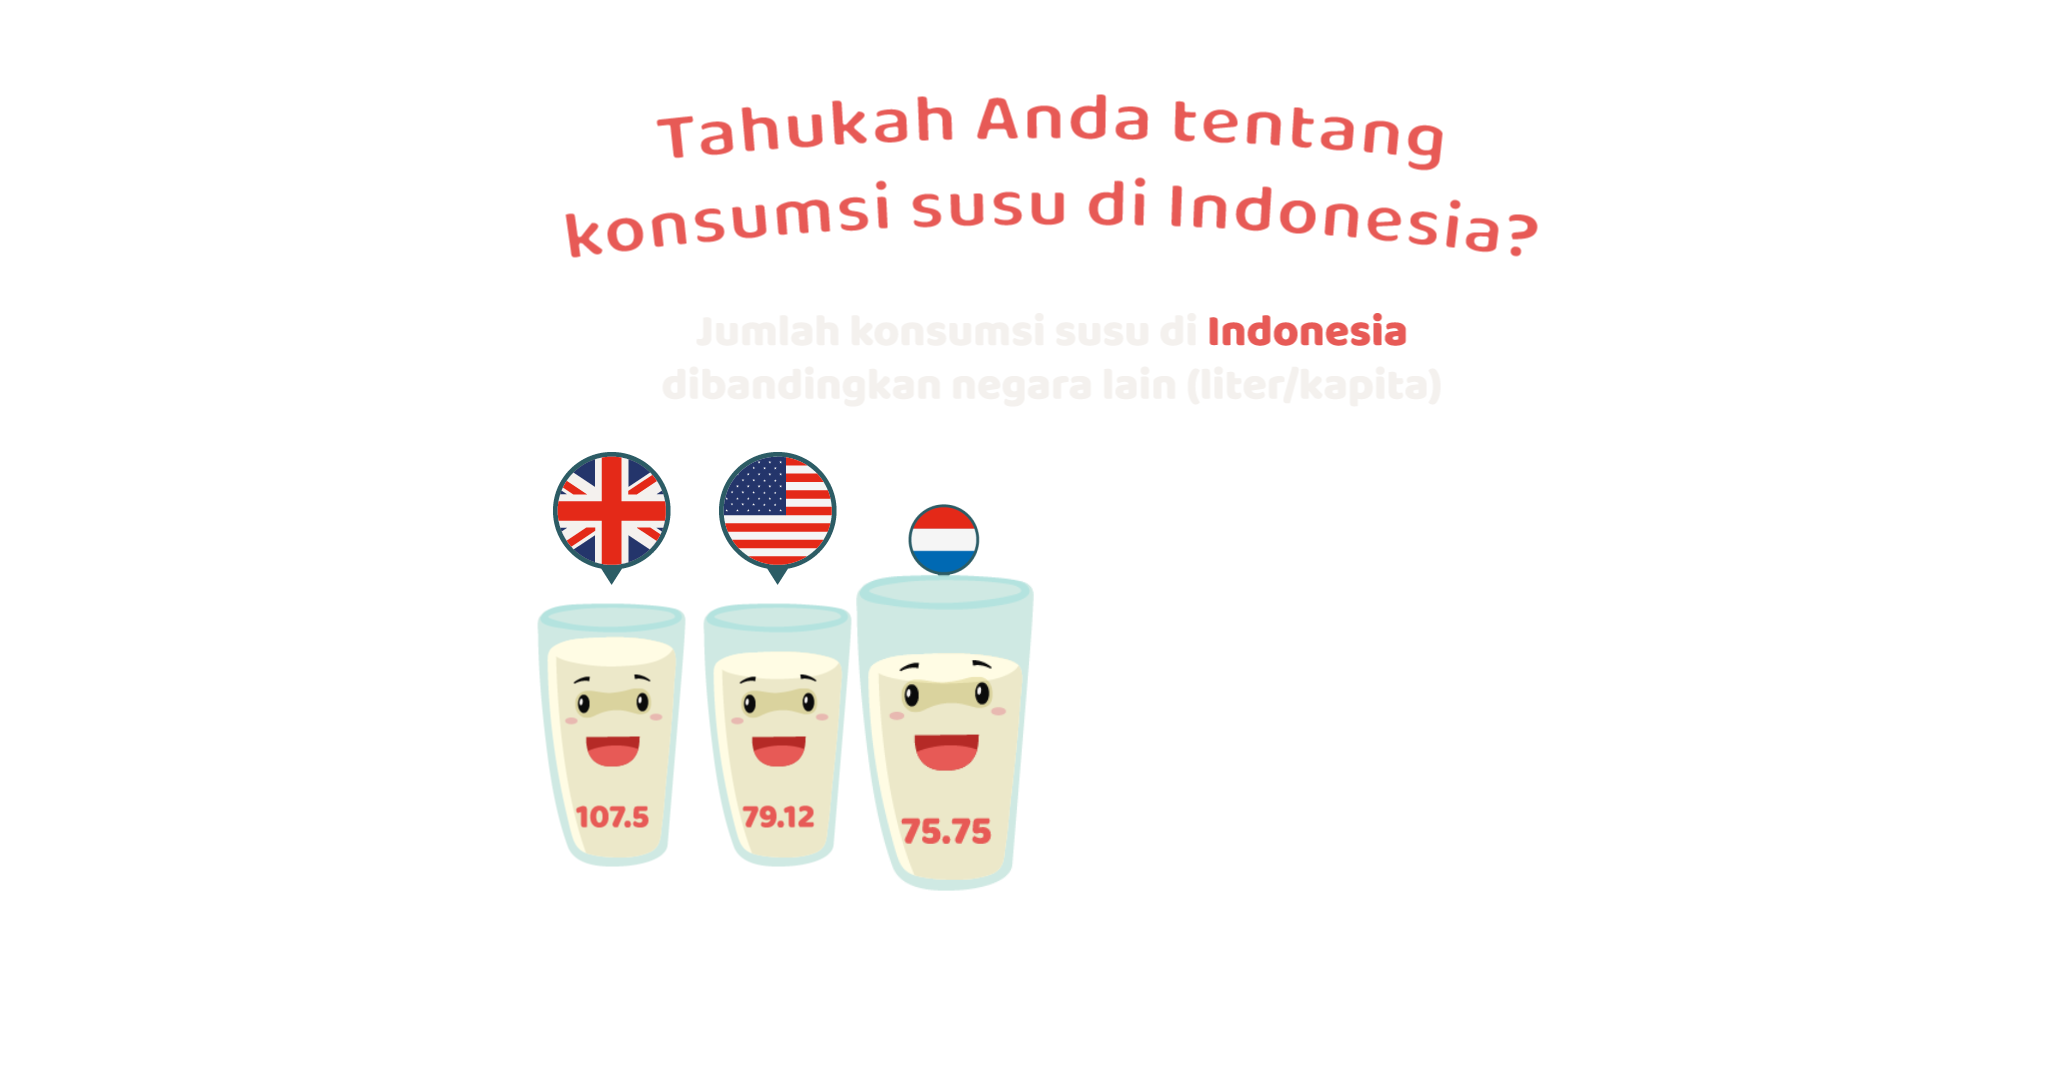 Tahukah Anda tentang
konsumsi susu di Indonesia?
Jumlah konsumsi susu di Indonesia
dibandingkan negara lain (liter/kapita)
107.5
79.12
75.75